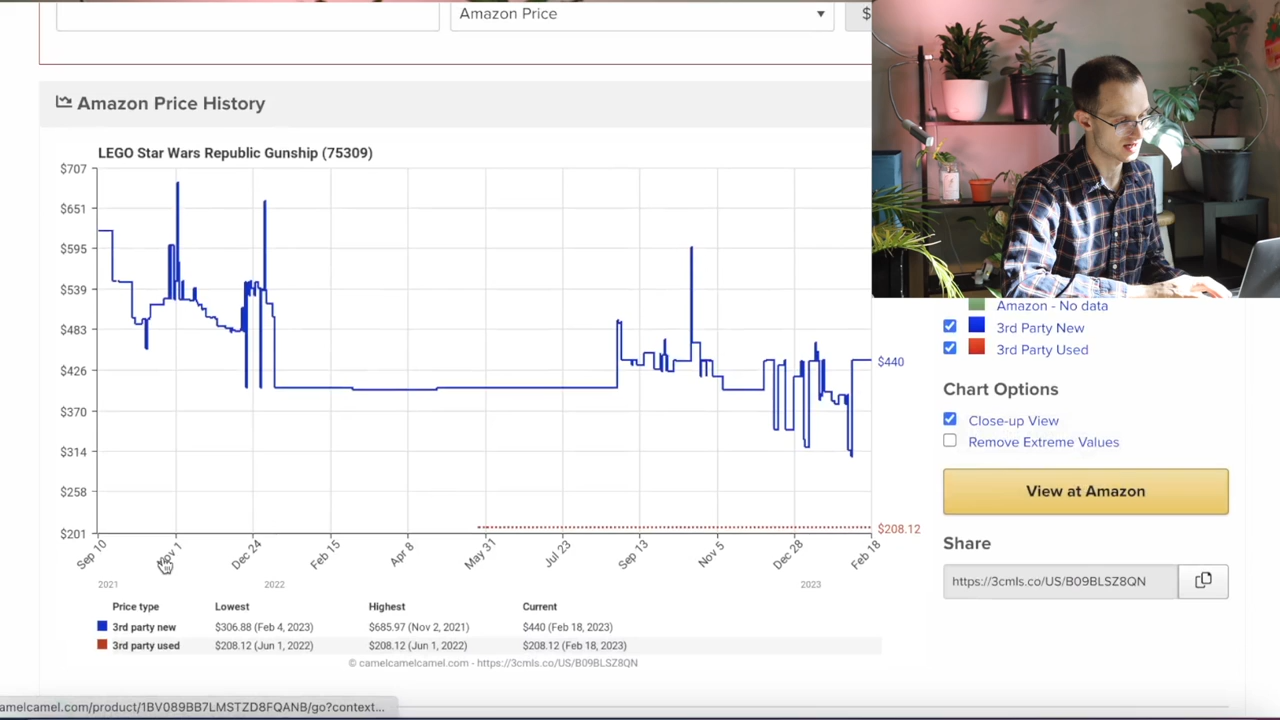 Amazon Price
$
Amazon Price History
LEGO Star Wars Republic Gunship (75309)
$707
$651
$595
$539
$483
$426
$370
$314
$258
$201
$440
$208.12
Sep 10
Nov 1
Dec 24
Feb 15
Apr 8
May 31
Jul 23
Sep 13
Nov 5
Dec 28
Feb 18
2021
2022
2023
Price type Lowest Highest Current
3rd party new $306.88 (Feb 4, 2023) $685.97 (Nov 2, 2021) $440 (Feb 18, 2023)
3rd party used $208.12 (Jun 1, 2022) $208.12 (Jun 1, 2022) $208.12 (Feb 18, 2023)
© camelcamelcamel.com - https://3cmls.co/US/B09BLSZ8QN
Amazon - No data
3rd Party New
3rd Party Used
Chart Options
Close-up View
Remove Extreme Values
View at Amazon
Share
https://3cmls.co/US/B09BLSZ8QN
amelcamel.com/product/1BV089BB7LMSTZD8FQANB/go?context...